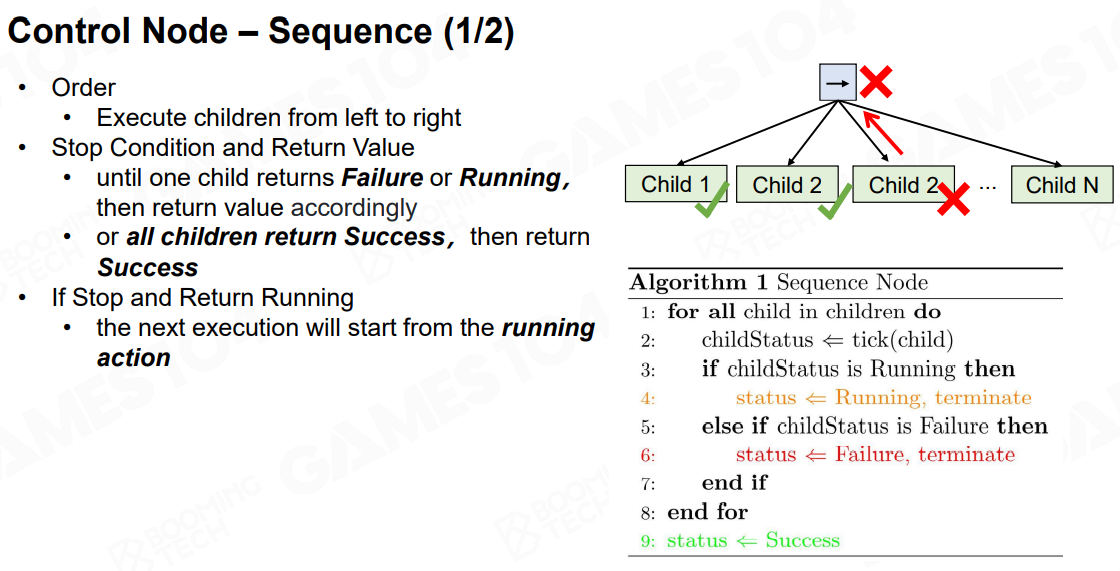 Control Node – Sequence (1/2)
• Order
• Execute children from left to right
• Stop Condition and Return Value
• until one child returns Failure or Running,
then return value accordingly
• or all children return Success, then return
Success
• If Stop and Return Running
• the next execution will start from the running
action
→
Child 1
Child 2
Child 2
...
Child N
Algorithm 1 Sequence Node
1: for all child in children do
2: childStatus ⇐ tick(child)
3: if childStatus is Running then
4: status ⇐ Running, terminate
5: else if childStatus is Failure then
6: status ⇐ Failure, terminate
7: end if
8: end for
9: status ⇐ Success
GAMES104
BOOMING
TECH